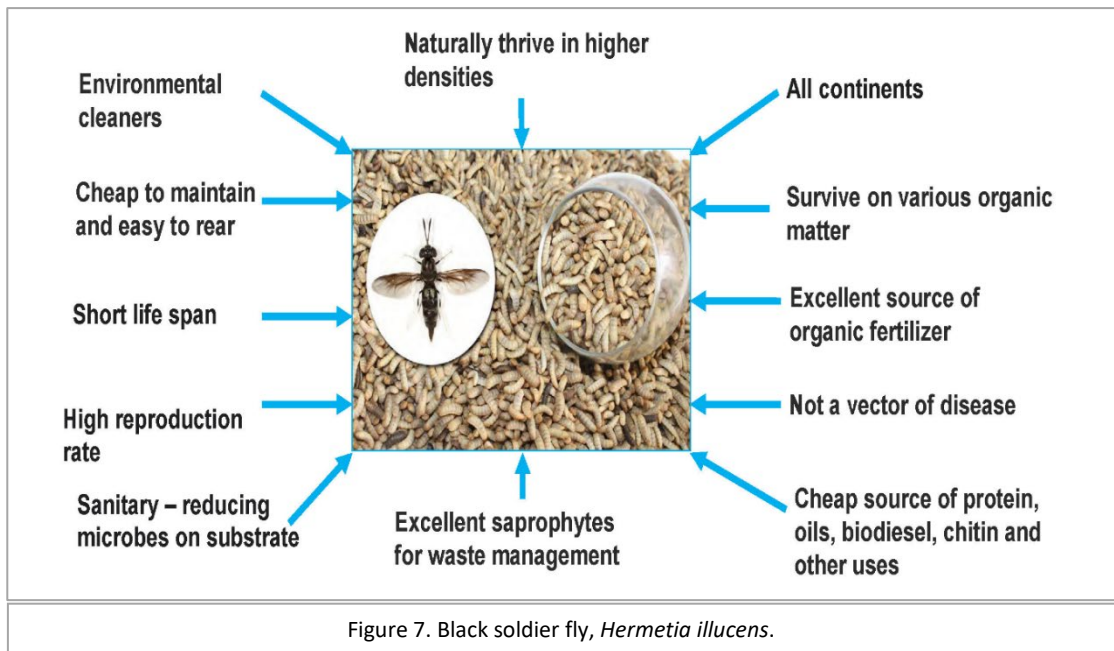 Naturally thrive in higher
densities
Environmental
cleaners
All continents
Cheap to maintain
and easy to rear
Survive on various organic
matter
Short life span
Excellent source of
organic fertilizer
High reproduction
rate
Not a vector of disease
Sanitary – reducing
microbes on substrate
Excellent saprophytes
for waste management
Cheap source of protein,
oils, biodiesel, chitin and
other uses
Figure 7. Black soldier fly, Hermetia illucens.